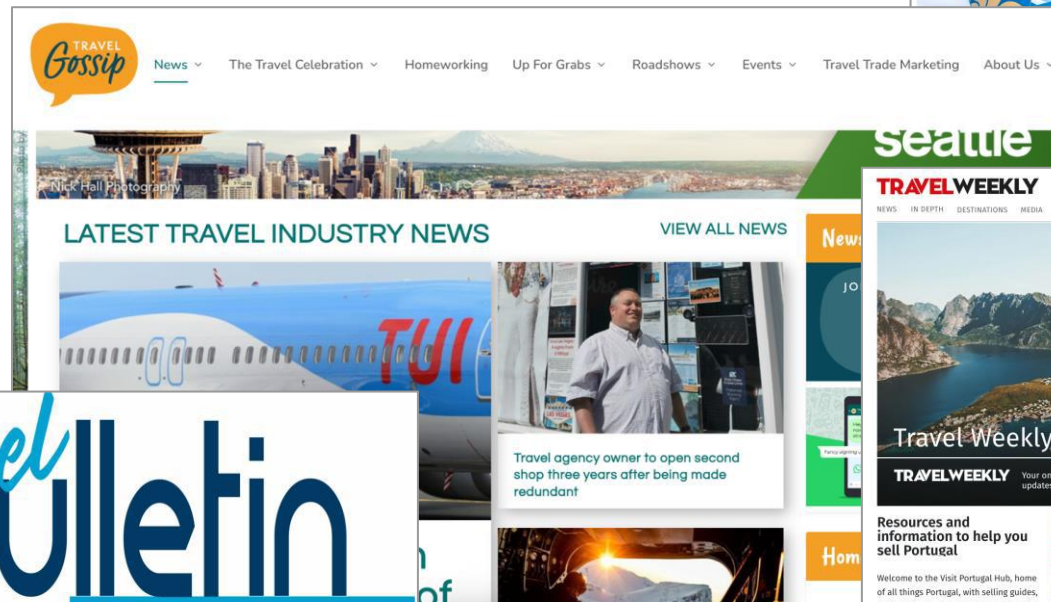 TRAVEL
Gossip
News
The Travel Celebration
Homeworking
Up For Grabs
Roadshows
Events
Travel Trade Marketing
About Us
seattle
Nick Hall Photography
LATEST TRAVEL INDUSTRY NEWS
VIEW ALL NEWS
TUI
Travel agency owner to open second
shop three years after being made
redundant
TRAVELWEEKLY
NEWS IN DEPTH DESTINATIONS MEDIA
Travel Weekly
TRAVELWEEKLY
Resources and
information to help you
sell Portugal
Welcome to the Visit Portugal Hub, home
of all things Portugal, with selling guides,